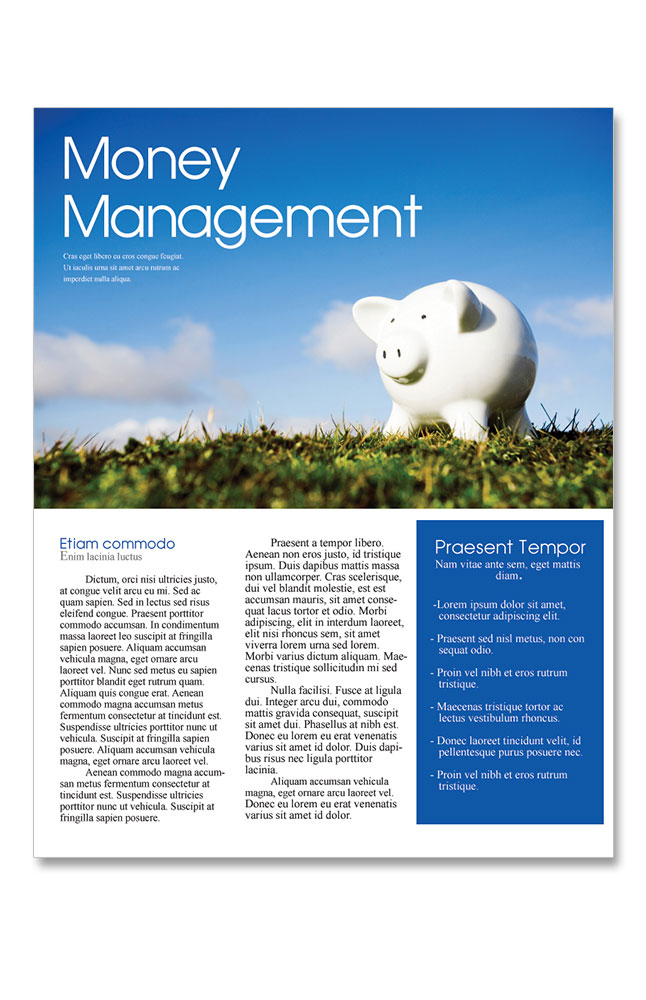 Money
Management
Cras eget libero eu eros congue feugiat.
Ut iaculis urna sit amet arcu rutrum ac
imperdiet nulla aliqua.
Etiam commodo
Enim lacinia luctus
Dictum, orci nisi ultricies justo,
at congue velit arcu eu mi. Sed ac
quam sapien. Sed in lectus sed risus
eleifend congue. Praesent porttitor
commodo accumsan. In condimentum
massa laoreet leo suscipit at fringilla
sapien posuere. Aliquam accumsan
vehicula magna, eget ornare arcu
laoreet vel. Nunc sed metus eu sapien
porttitor blandit eget rutrum quam.
Aliquam quis congue erat. Aenean
commodo magna accumsan metus
fermentum consectetur at tincidunt est.
Suspendisse ultricies porttitor nunc ut
vehicula. Suscipit at fringilla sapien
posuere. Aliquam accumsan vehicula
magna, eget ornare arcu laoreet vel.
Aenean commodo magna accum-
san metus fermentum consectetur at
tincidunt est. Suspendisse ultricies
porttitor nunc ut vehicula. Suscipit at
fringilla sapien posuere.
Praesent a tempor libero.
Aenean non eros justo, id tristique
ipsum. Duis dapibus mattis massa
non ullamcorper. Cras scelerisque,
dui vel blandit molestie, est est
accumsan mauris, sit amet conse-
quat lacus tortor et odio. Morbi
adipiscing, elit in interdum laoreet,
elit nisi rhoncus sem, sit amet
viverra lorem urna sed lorem.
Morbi varius dictum aliquam. Mae-
cenas tristique sollicitudin mi sed
cursus.
Nulla facilisi. Fusce at ligula
dui. Integer arcu dui, commodo
mattis gravida consequat, suscipit
sit amet dui. Phasellus at nibh est.
Donec eu lorem eu erat venenatis
varius sit amet id dolor. Duis dapi-
bus risus nec ligula porttitor
lacinia.
Aliquam accumsan vehicula
magna, eget ornare arcu laoreet vel.
Donec eu lorem eu erat venenatis
varius sit amet id dolor.
Praesent Tempor
Nam vitae ante sem, eget mattis
diam.
-Lorem ipsum dolor sit amet,
consectetur adipiscing elit.
- Praesent sed nisl metus, non con
sequat odio.
- Proin vel nibh et eros rutrum
tristique.
- Maecenas tristique tortor ac
lectus vestibulum rhoncus.
- Donec laoreet tincidunt velit, id
pellentesque purus posuere nec.
- Proin vel nibh et eros rutrum
tristique.